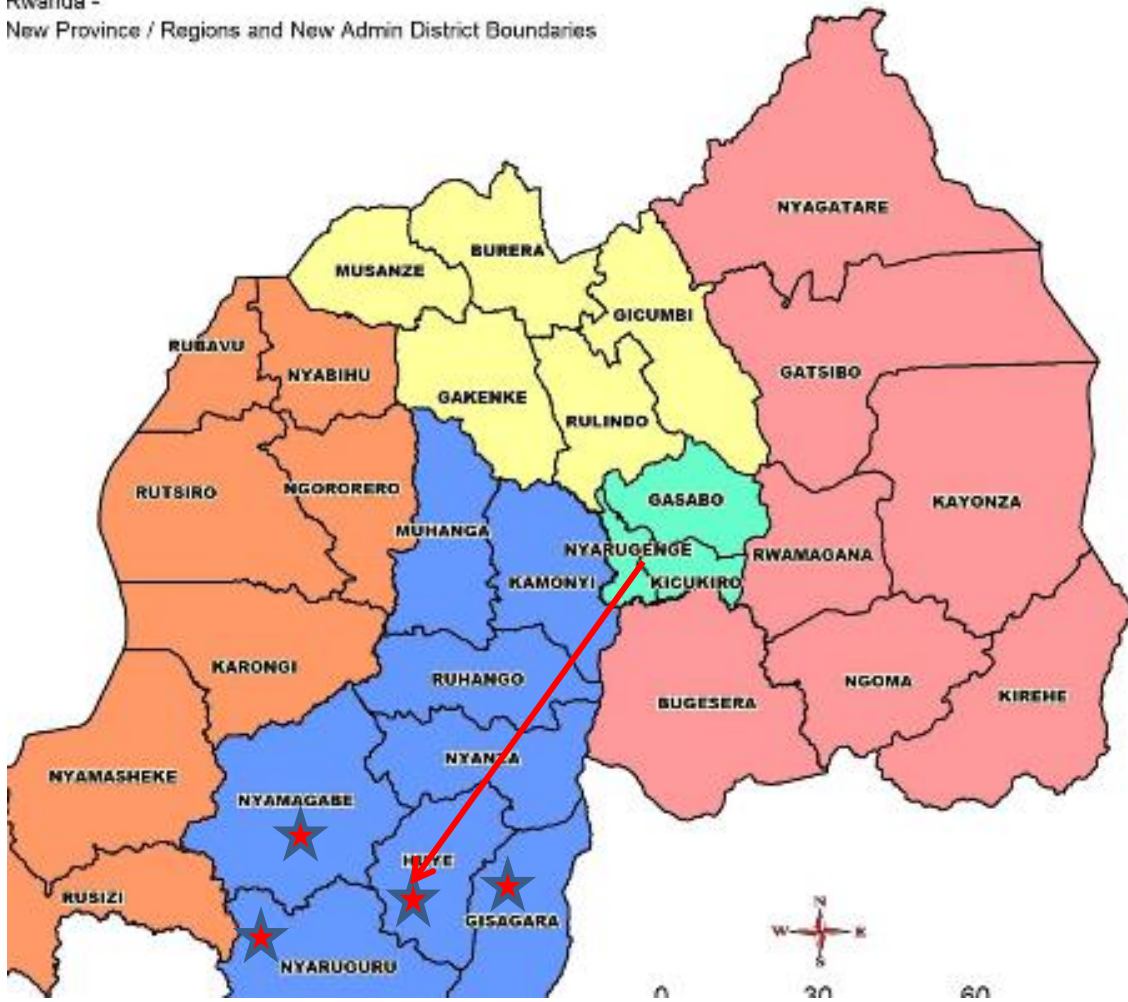 Rwanda -
New Province / Regions and New Admin District Boundaries
NYAGATARE
BURERA
MUSANZE
GICUMBI
RUBAVU
NYABIHU
GATSIBO
GAKENKE
RULINDO
RUTSIRO
NGORORERO
GASABO
KAYONZA
MUHANGA
NYARUGENGE
RWAMAGANA
KAMONYI
KICUKIRO
KARONGI
RUHANGO
NGOMA
KIREHE
BUGESERA
NYANZA
NYAMASHEKE
NYAMAGABE
HUYE
RUSIZI
GISAGARA
NYARUGURU
N
W E
S
0 30 60